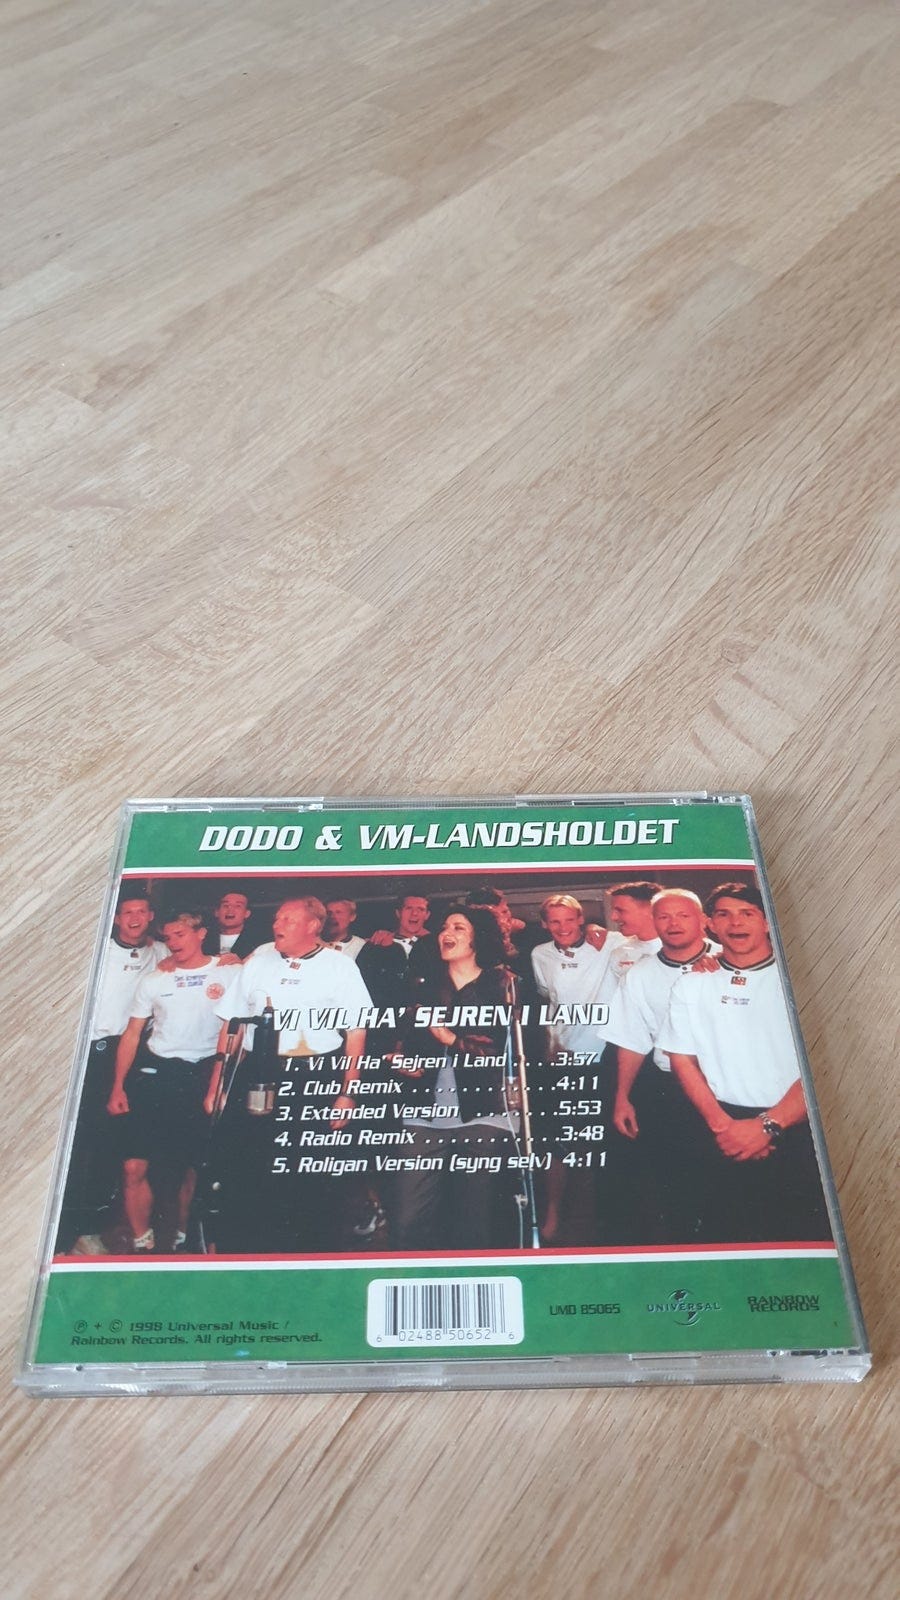 DODO & VM-LANDSHOLDET
VI VIL HA' SEJREN I LAND
1. Vi Vil Ha' Sejren i Land . . . .3:57
2. Club Remix . . . . . . . . . . . .4:11
3. Extended Version . . . . . . .5:53
4. Radio Remix . . . . . . . . . . .3:48
5. Roligan Version (syng selv) 4:11
℗ + © 1998 Universal Music /
Rainbow Records. All rights reserved.
6 02488 50652 6
UMD 85065
UNIVERSAL
RAINBOW
RECORDS